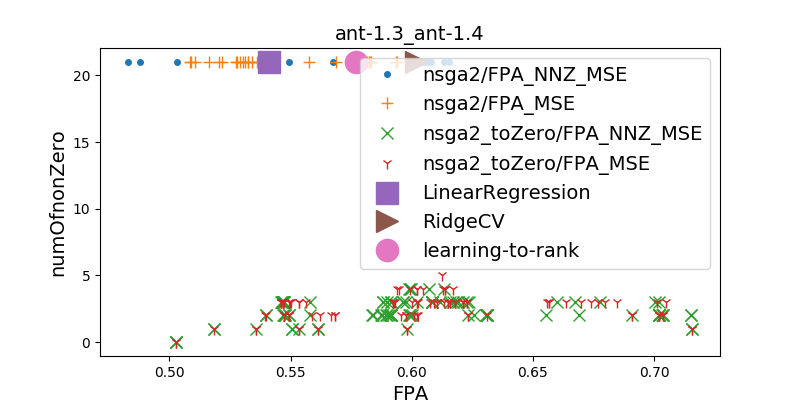 ant-1.3_ant-1.4
numOfnonZero
20
15
10
5
0
nsga2/FPA_NNZ_MSE
nsga2/FPA_MSE
nsga2_toZero/FPA_NNZ_MSE
nsga2_toZero/FPA_MSE
LinearRegression
RidgeCV
learning-to-rank
0.50 0.55 0.60 0.65 0.70
FPA